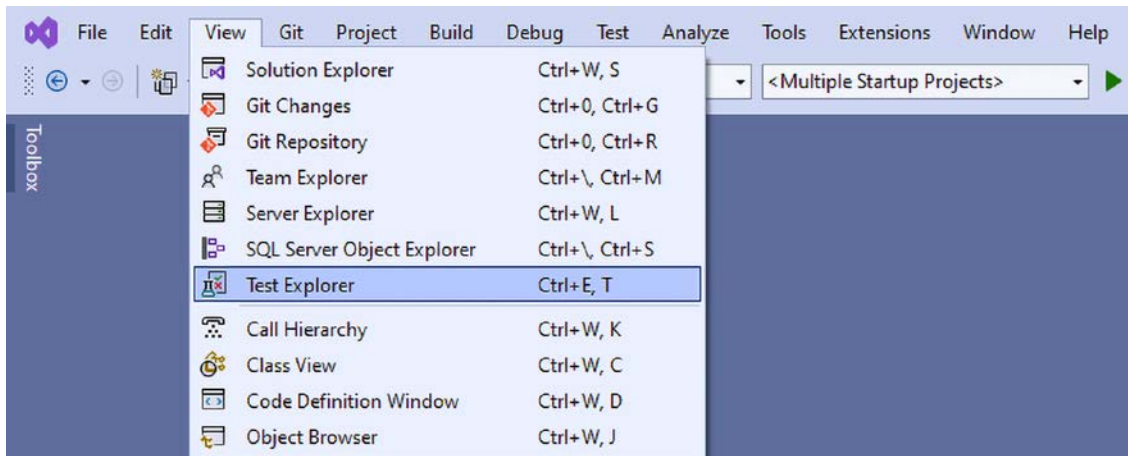 File Edit View Git Project Build Debug Test Analyze Tools Extensions Window Help
<Multiple Startup Projects>
Toolbox
Solution Explorer Ctrl+W, S
Git Changes Ctrl+0, Ctrl+G
Git Repository Ctrl+0, Ctrl+R
Team Explorer Ctrl+\, Ctrl+M
Server Explorer Ctrl+W, L
SQL Server Object Explorer Ctrl+\, Ctrl+S
Test Explorer Ctrl+E, T
Call Hierarchy Ctrl+W, K
Class View Ctrl+W, C
Code Definition Window Ctrl+W, D
Object Browser Ctrl+W, J